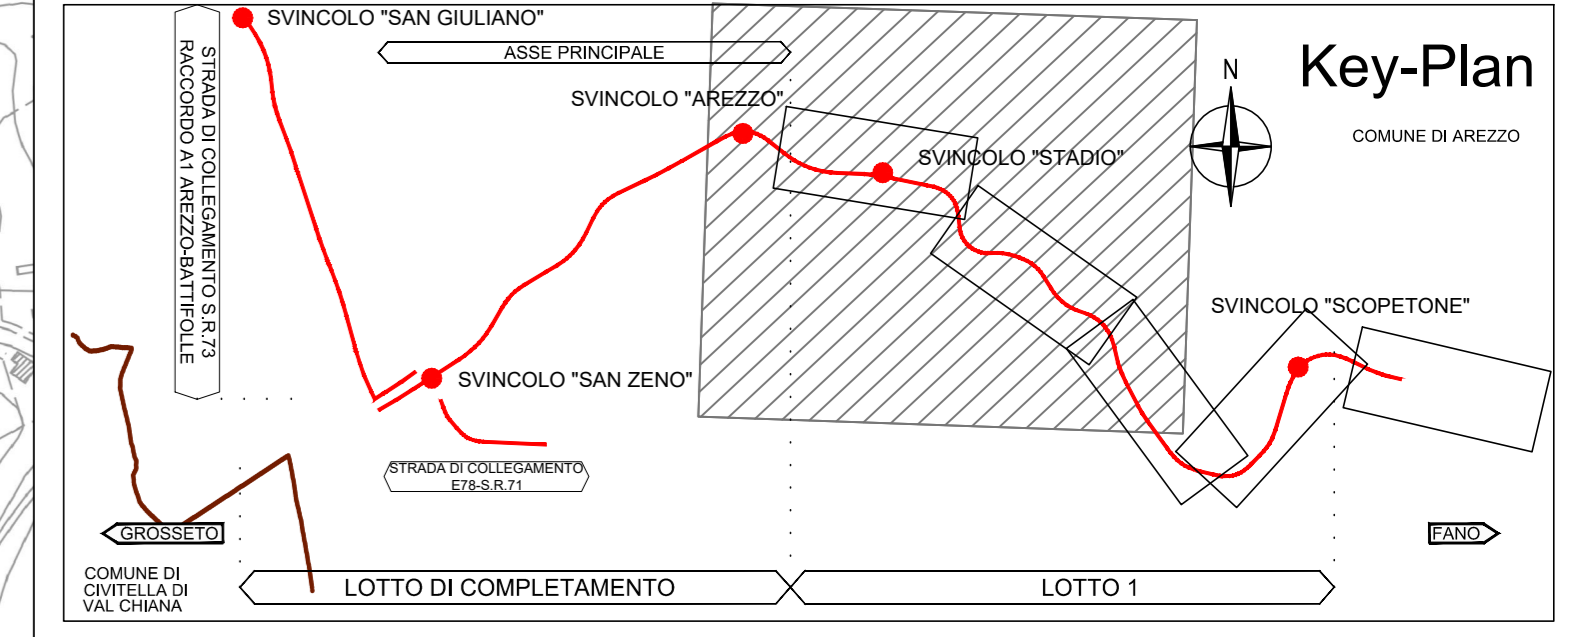 SVINCOLO "SAN GIULIANO"
ASSE PRINCIPALE
Key-Plan
N
COMUNE DI AREZZO
STRADA DI COLLEGAMENTO S.R.73
RACCORDO A1 AREZZO-BATTIFOLLE
SVINCOLO "AREZZO"
SVINCOLO "STADIO"
SVINCOLO "SCOPETONE"
SVINCOLO "SAN ZENO"
STRADA DI COLLEGAMENTO
E78-S.R.71
GROSSETO
FANO
COMUNE DI
CIVITELLA DI
VAL CHIANA
LOTTO DI COMPLETAMENTO
LOTTO 1